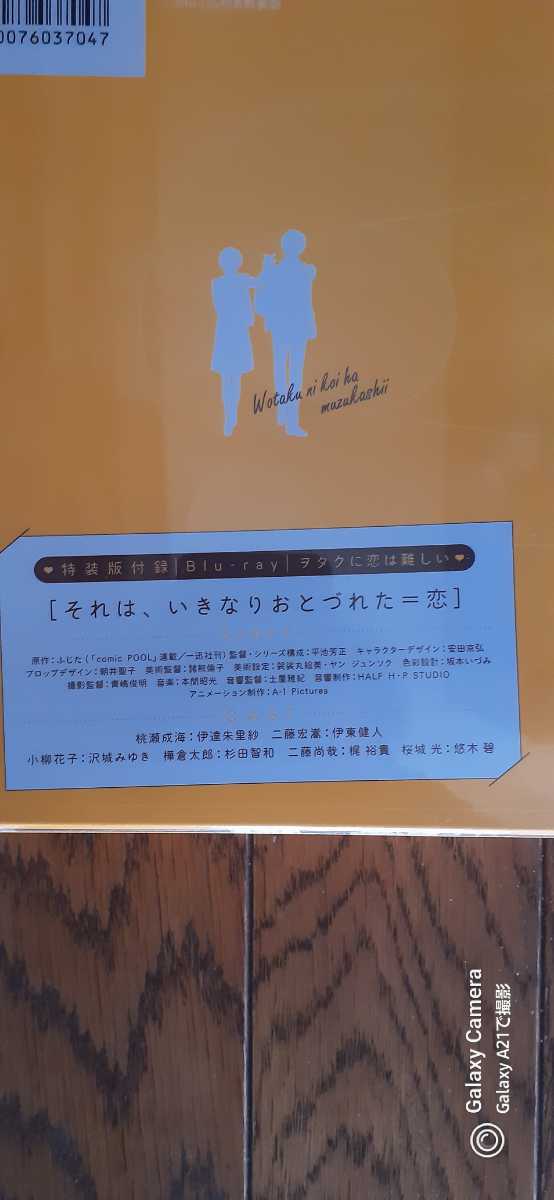 0076037047
Wotaku ni koi ha
muzukashii
特装版付録|Blu-ray|ヲタクに恋は難しい
[それは、いきなりおとづれた=恋]
原作:ふじた(「comic POOL」連載/一迅社刊) 監督・シリーズ構成:平池芳正 キャラクターデザイン:安田京弘
プロップデザイン:朝井聖子 美術監督:諸熊倫子 美術設定:袈裟丸絵美・ヤン ジュンソク 色彩設計:坂本いづみ
撮影監督:貴嶋俊明 音楽:本間昭光 音響監督:土屋雅紀 音響制作:HALF H・P STUDIO
アニメーション制作:A-1 Pictures
桃瀬成海:伊達朱里紗 二藤宏嵩:伊東健人
小柳花子:沢城みゆき 樺倉太郎:杉田智和 二藤尚哉:梶 裕貴 桜城 光:悠木 碧
Galaxy Camera
Galaxy A21で撮影